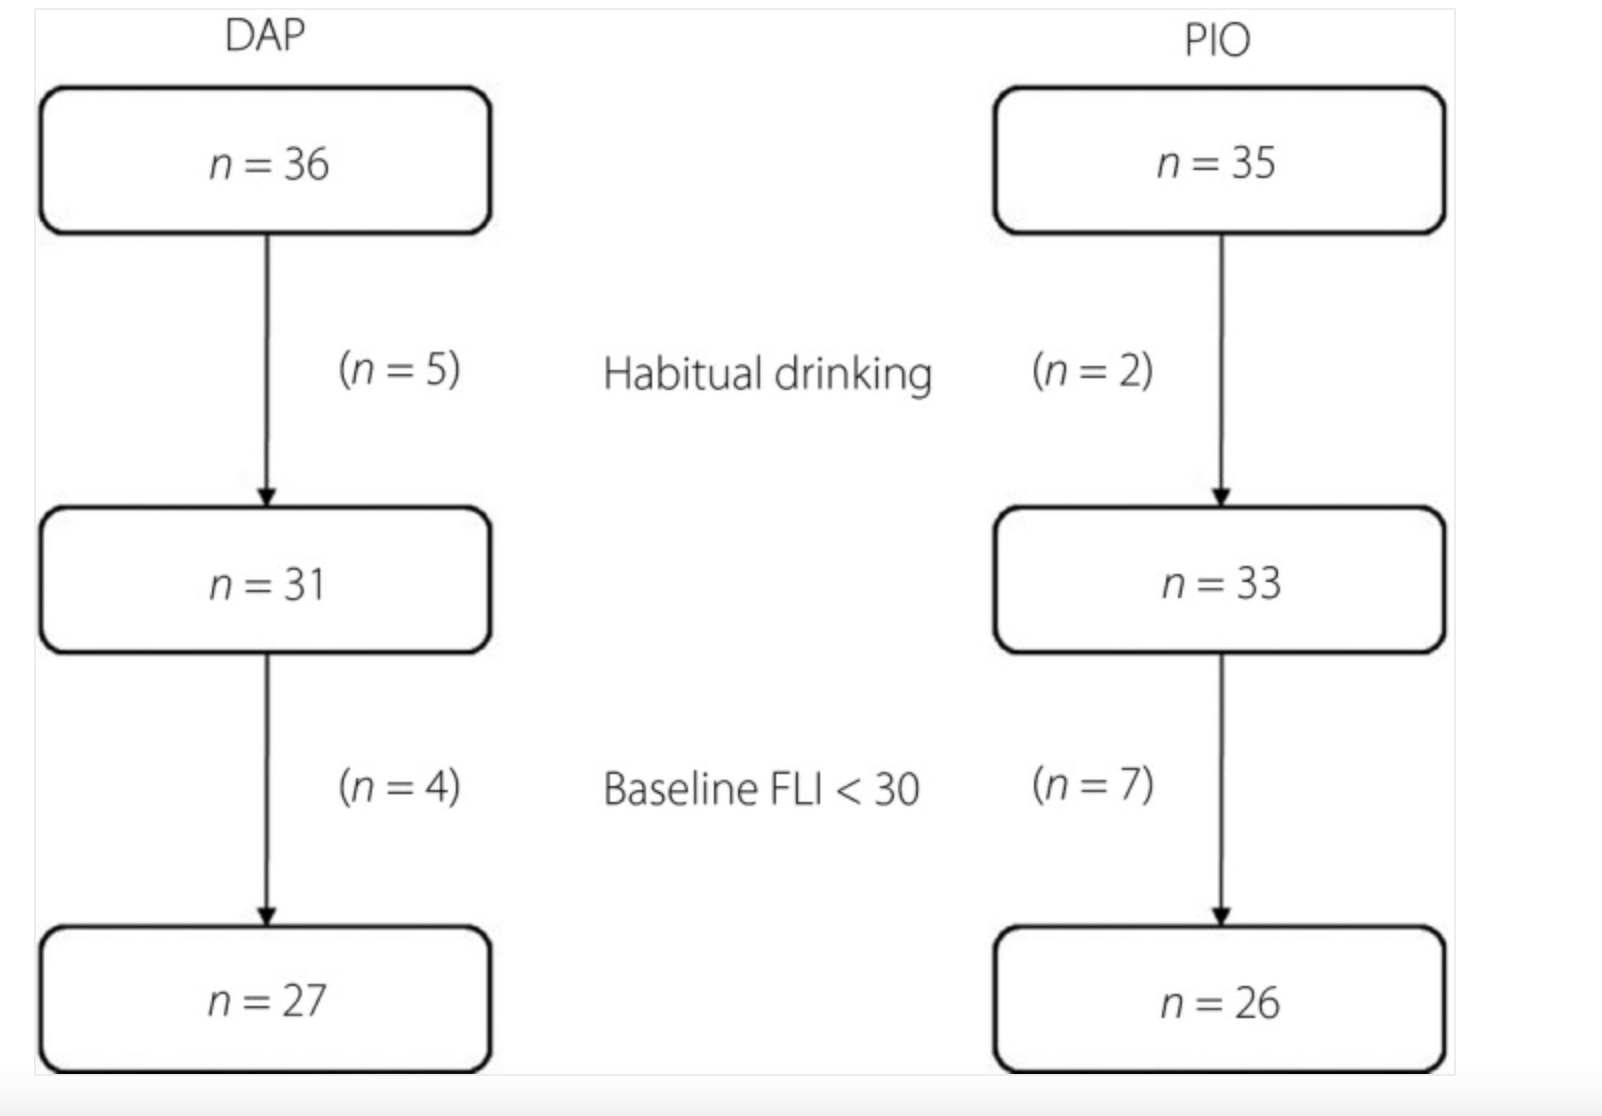 DAP
PIO
n = 36
n = 35
(n = 5)
Habitual drinking
(n = 2)
n = 31
n = 33
(n = 4)
Baseline FLI < 30
(n = 7)
n = 27
n = 26